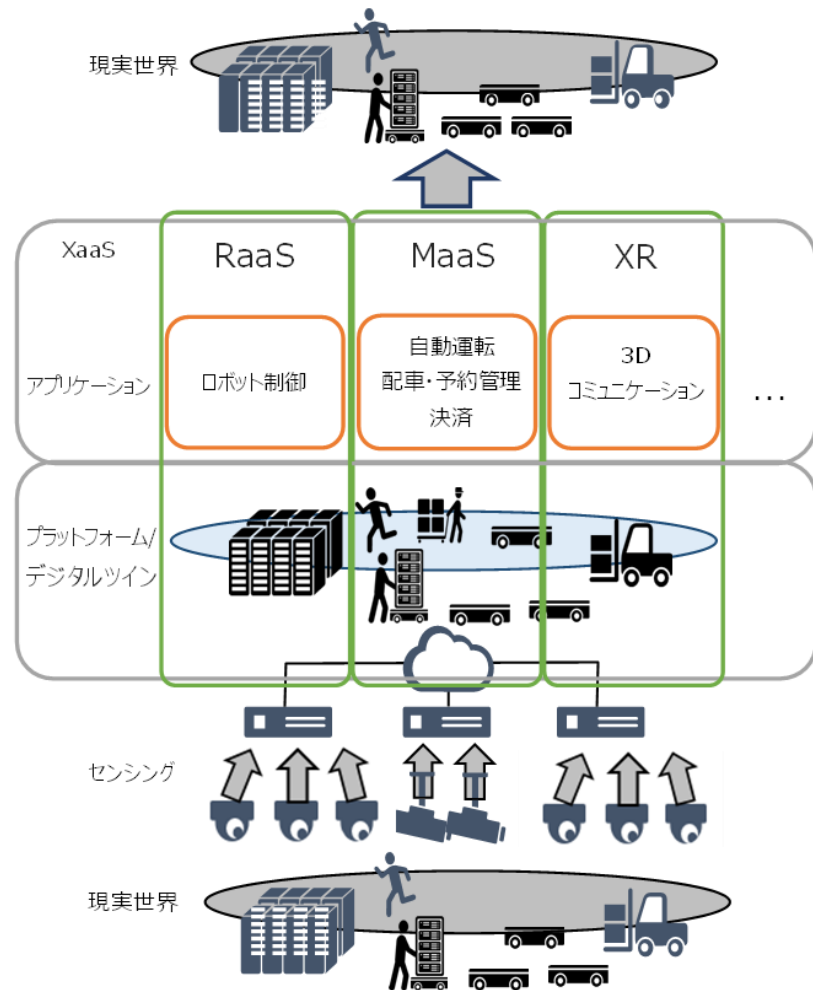 現実世界
XaaS
RaaS
MaaS
XR
アプリケーション
ロボット制御
自動運転
配車・予約管理
決済
3D
コミュニケーション
...
プラットフォーム/
デジタルツイン
センシング
現実世界